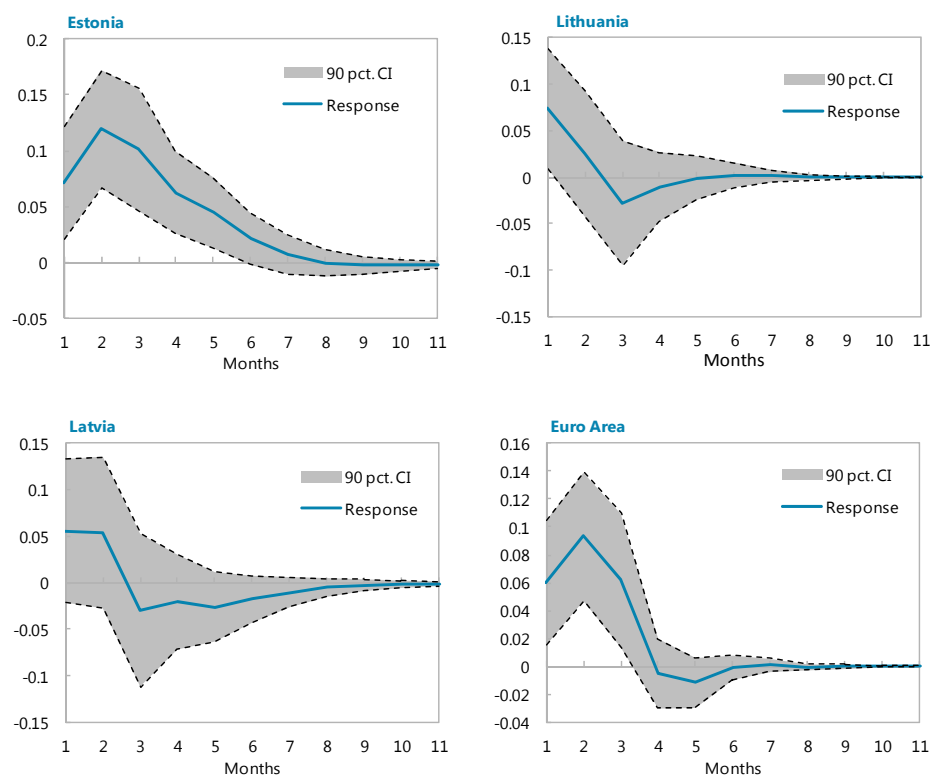 Estonia
0.2
0.15
0.1
0.05
0
-0.05
90 pct. CI
Response
1 2 3 4 5 6 7 8 9 10 11
Months
Lithuania
0.15
0.1
0.05
0
-0.05
-0.1
-0.15
90 pct. CI
Response
1 2 3 4 5 6 7 8 9 10 11
Months
Latvia
0.15
0.1
0.05
0
-0.05
-0.1
-0.15
90 pct. CI
Response
1 2 3 4 5 6 7 8 9 10 11
Months
Euro Area
0.16
0.14
0.12
0.1
0.08
0.06
0.04
0.02
0
-0.02
-0.04
90 pct. CI
Response
1 2 3 4 5 6 7 8 9 10 11
Months